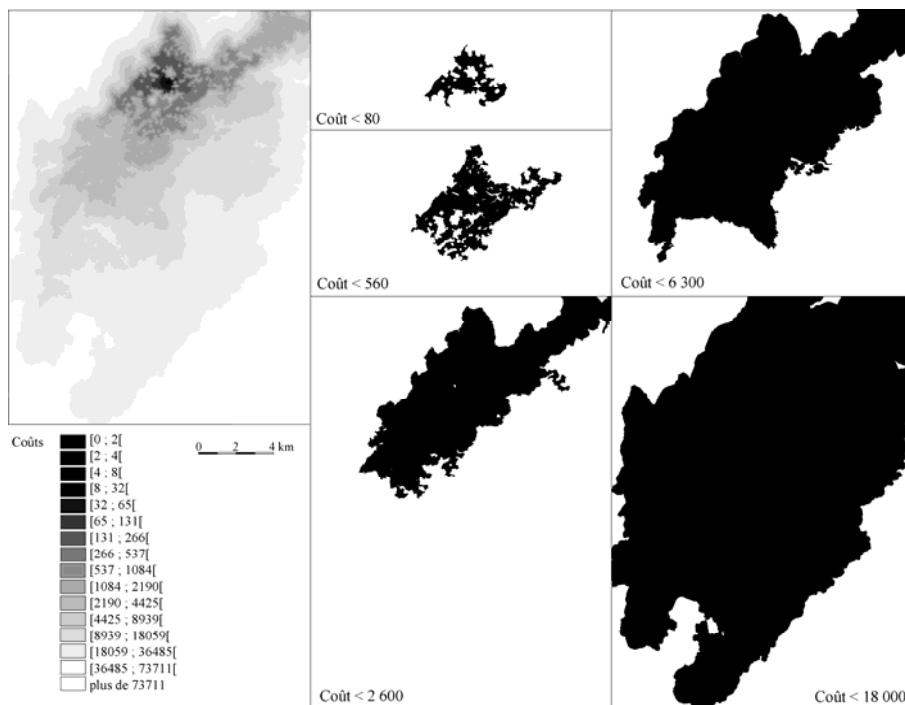 Coût < 80
Coût < 560
Coût < 6 300
Coût < 2 600
Coût < 18 000
Coûts
0 2 4 km
[0 ; 2[
[2 ; 4[
[4 ; 8[
[8 ; 32[
[32 ; 65[
[65 ; 131[
[131 ; 266[
[266 ; 537[
[537 ; 1084[
[1084 ; 2190[
[2190 ; 4425[
[4425 ; 8939[
[8939 ; 18059[
[18059 ; 36485[
[36485 ; 73711[
plus de 73711